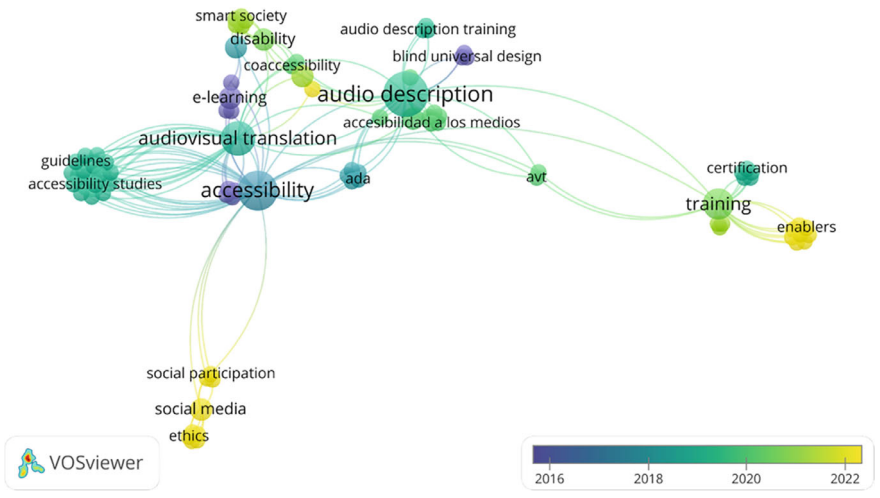 smart society
disability
coaccessibility
e-learning
audio description training
blind universal design
audio description
accesibilidad a los medios
audiovisual translation
guidelines
accessibility studies
accessibility
ada
avt
certification
training
enablers
social participation
social media
ethics
VOSviewer
2016 2018 2020 2022